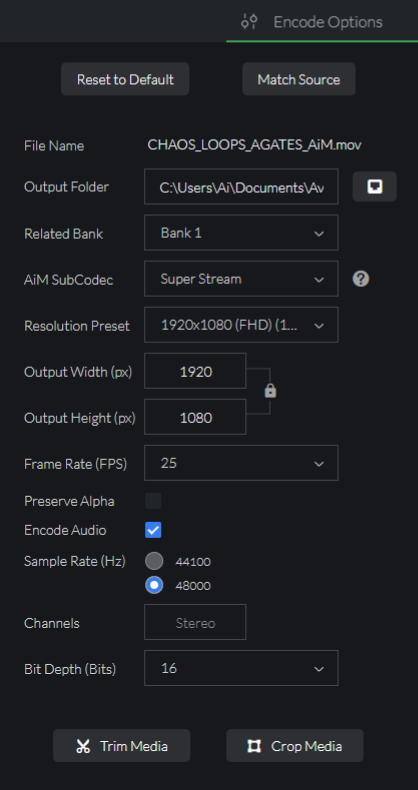 Encode Options
Reset to Default Match Source
File Name CHAOS_LOOPS_AGATES_AiM.mov
Output Folder C:\Users\Ai\Documents\Av
Related Bank Bank 1
AiM SubCodec Super Stream ?
Resolution Preset 1920x1080 (FHD) (1...
Output Width (px) 1920
Output Height (px) 1080
Frame Rate (FPS) 25
Preserve Alpha
Encode Audio
Sample Rate (Hz) 44100
48000
Channels Stereo
Bit Depth (Bits) 16
Trim Media Crop Media